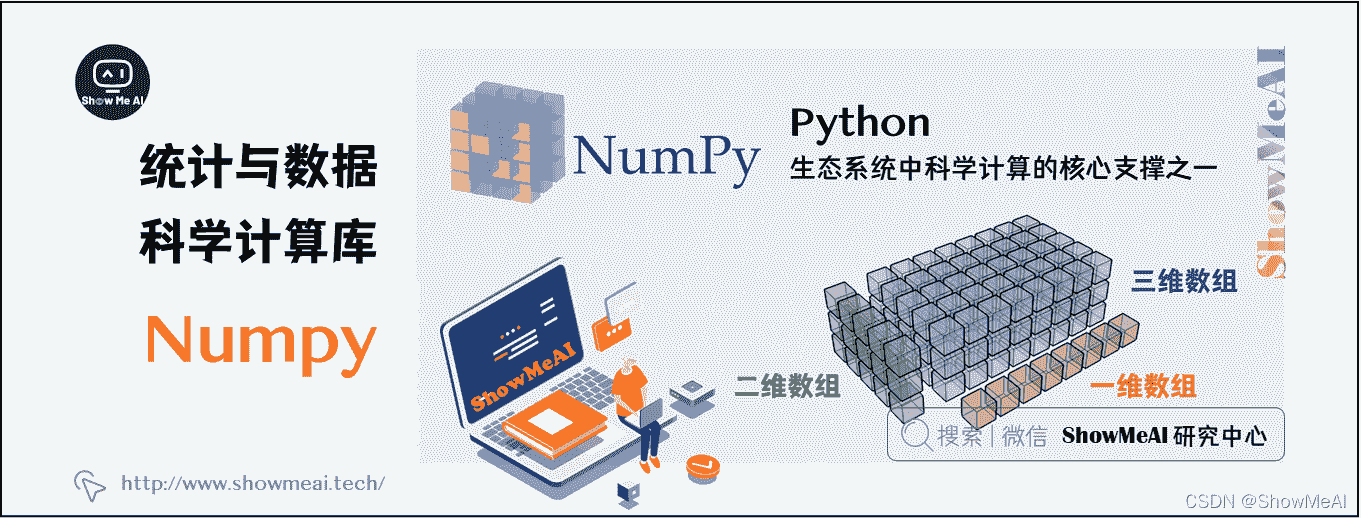 Show Me AI
统计与数据
科学计算库
Numpy
http://www.showmeai.tech/
NumPy
Python
生态系统中科学计算的核心支撑之一
ShowMeAI
ShowMeAI
三维数组
二维数组
一维数组
搜索 | 微信 ShowMeAI 研究中心
CSDN @ShowMeAI